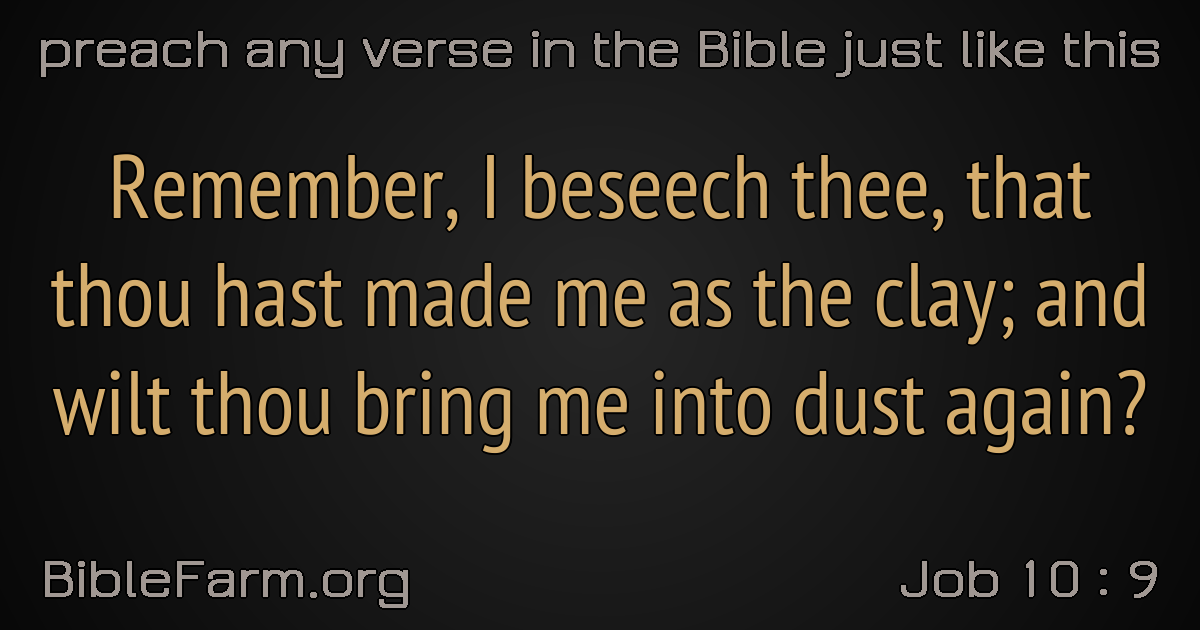 preach any verse in the Bible just like this
Remember, I beseech thee, that
thou hast made me as the clay; and
wilt thou bring me into dust again?
BibleFarm.org
Job 10 : 9